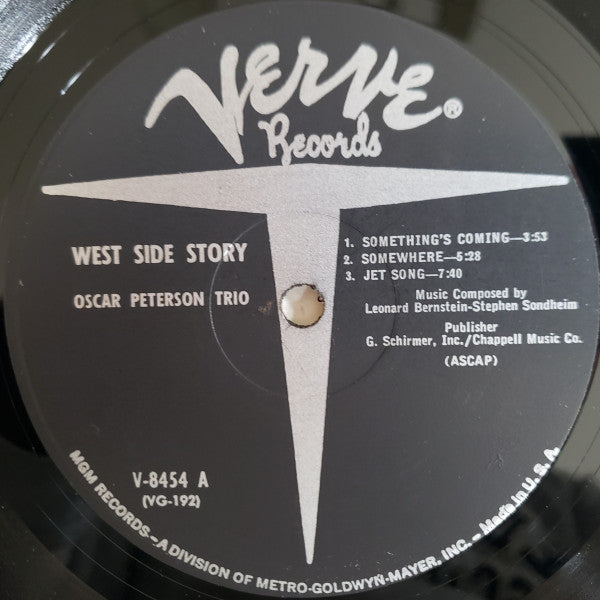 VERVE®
Records
WEST SIDE STORY
OSCAR PETERSON TRIO
1. SOMETHING'S COMING—3:53
2. SOMEWHERE—5:28
3. JET SONG—7:40
Music Composed by
Leonard Bernstein-Stephen Sondheim
Publisher
G. Schirmer, Inc./Chappell Music Co.
(ASCAP)
V-8454 A
(VG-192)
MGM RECORDS – A DIVISION OF METRO-GOLDWYN-MAYER, INC. – Made in U. S. A.